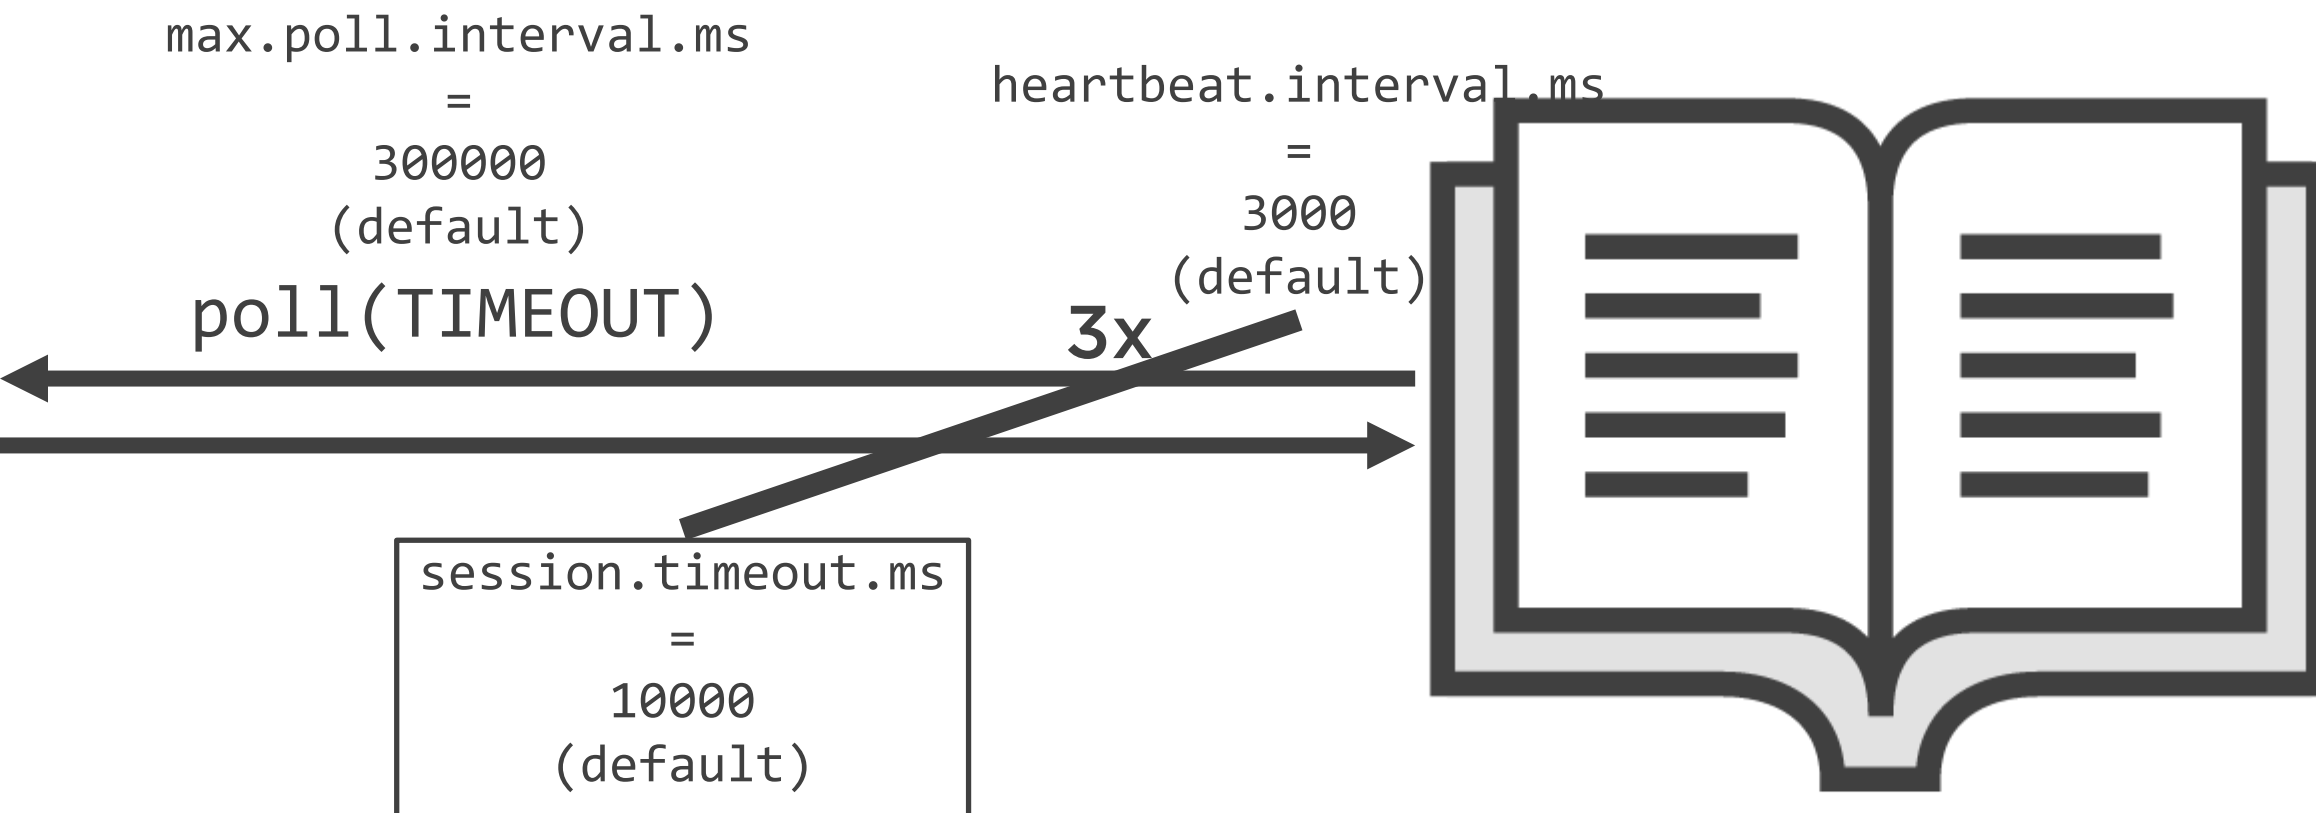 max.poll.interval.ms
=
300000
(default)
poll(TIMEOUT)
heartbeat.interval.ms
=
3000
(default)
3x
session.timeout.ms
=
10000
(default)